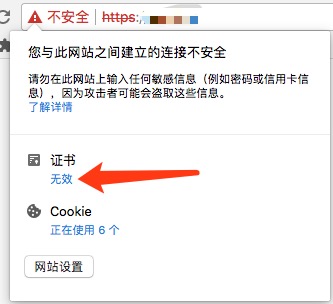 不安全 https:
您与此网站之间建立的连接不安全
请勿在此网站上输入任何敏感信息（例如密码或信用卡信
息），因为攻击者可能会盗取这些信息。
了解详情
证书
无效
Cookie
正在使用 6 个
网站设置